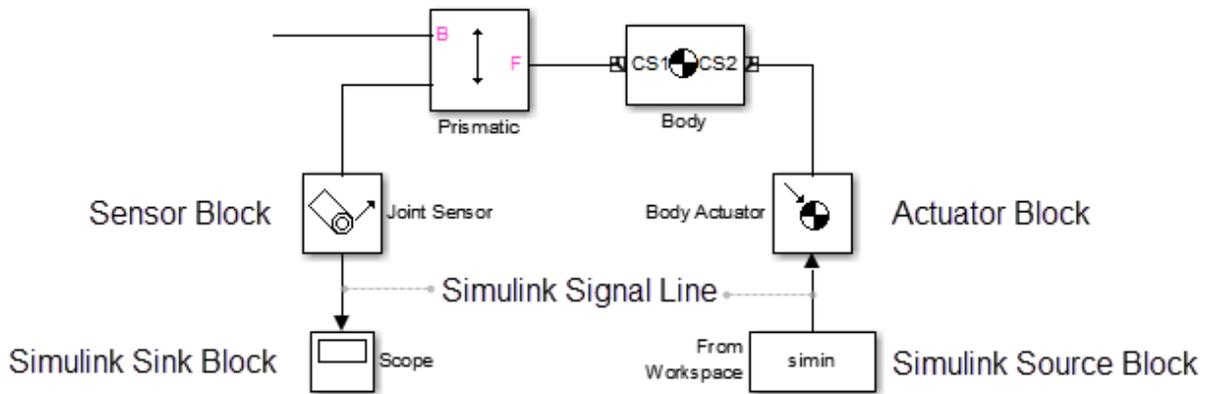 B
F
CS1 CS2
Prismatic
Body
Sensor Block
Joint Sensor
Body Actuator
Actuator Block
Simulink Signal Line
Simulink Sink Block
Scope
From
Workspace
simin
Simulink Source Block